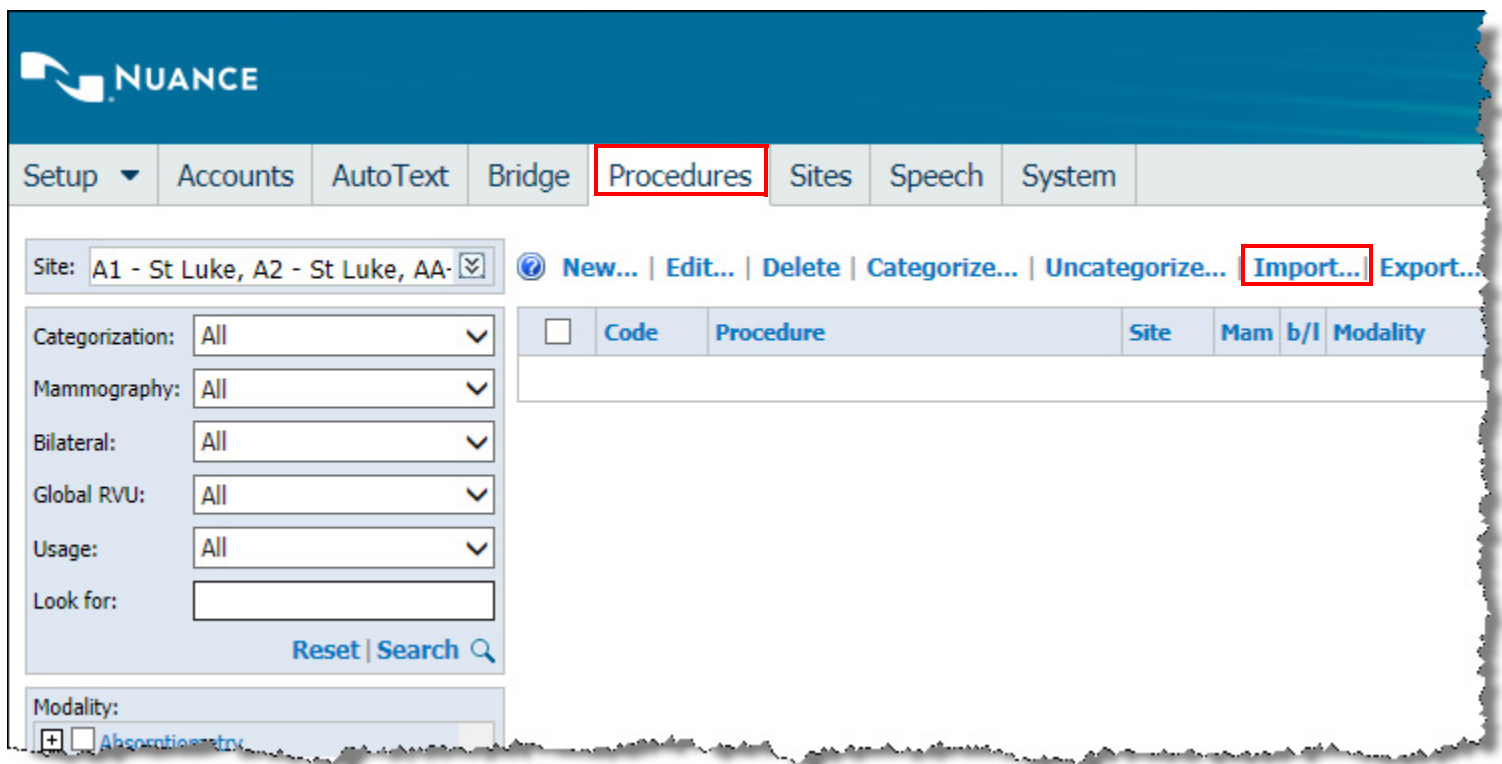 NUANCE
Setup Accounts AutoText Bridge Procedures Sites Speech System
Site: A1 - St Luke, A2 - St Luke, AA-
New... | Edit... | Delete | Categorize... | Uncategorize... | Import... | Export...
Categorization: All
Mammography: All
Bilateral: All
Global RVU: All
Usage: All
Look for:
Reset | Search
Code Procedure Site Mam b/l Modality
Modality:
Absorptiometry